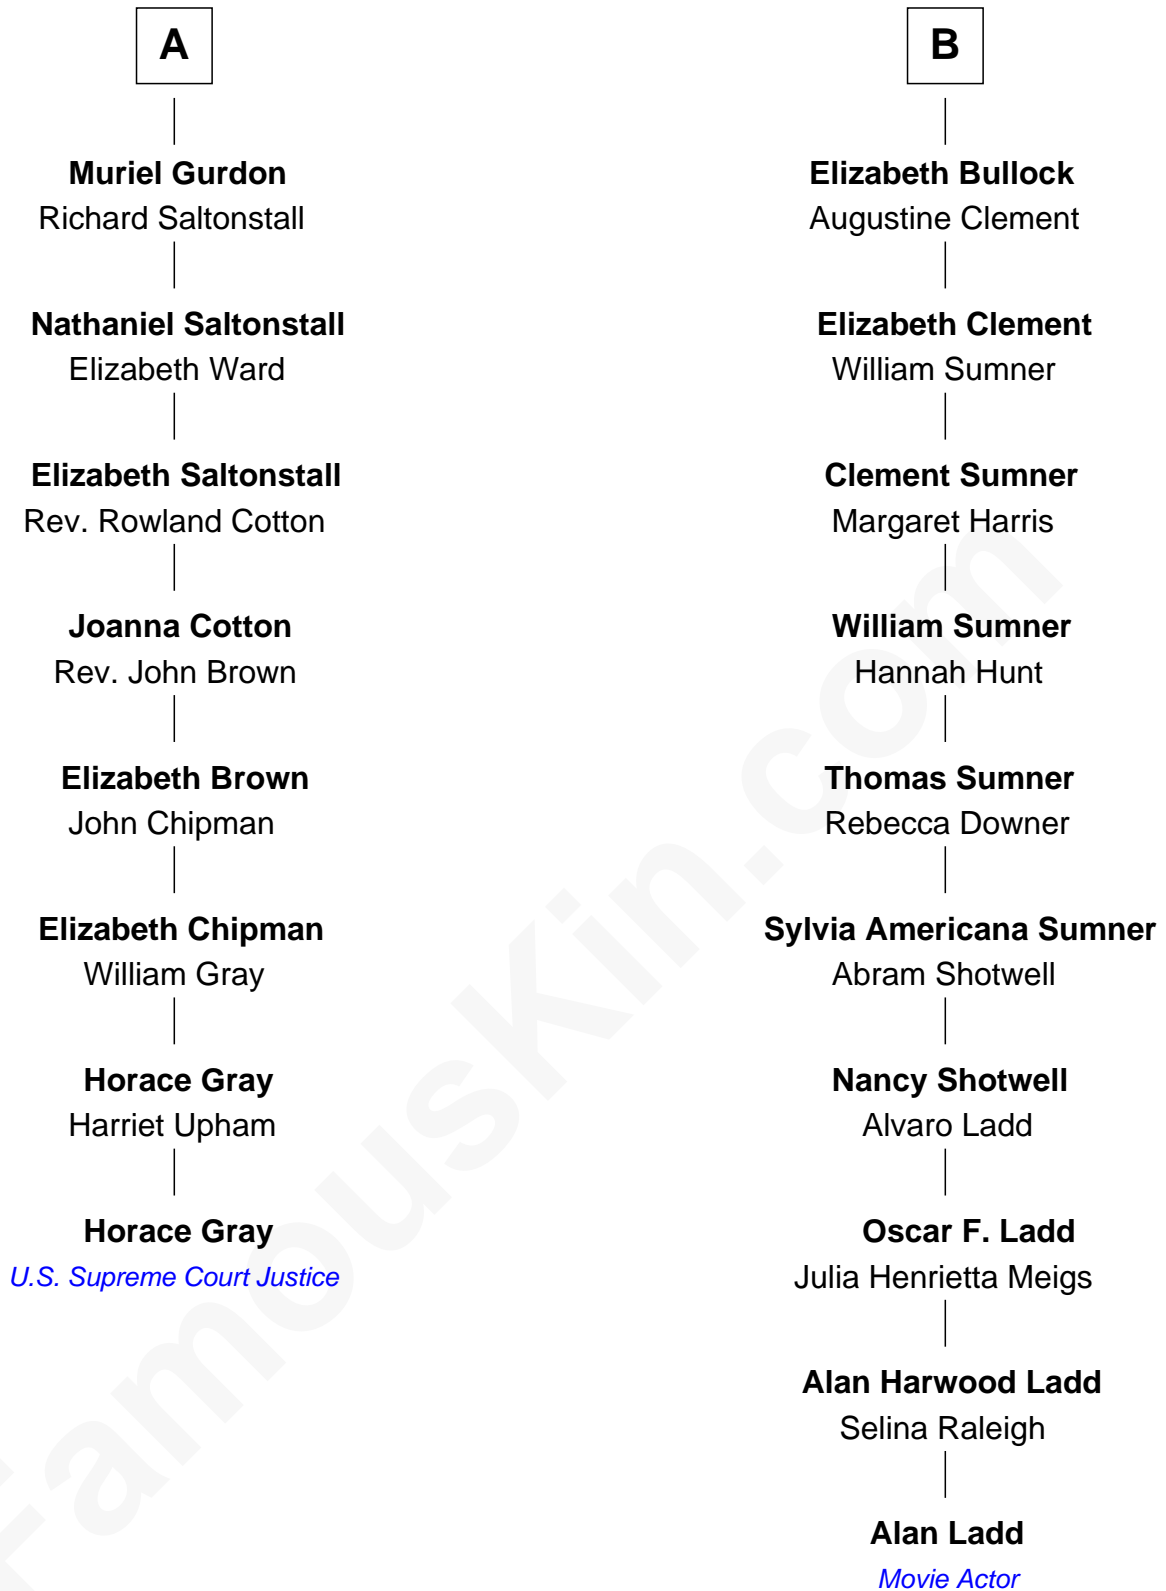 A
Muriel Gurdon
Richard Saltonstall
Nathaniel Saltonstall
Elizabeth Ward
Elizabeth Saltonstall
Rev. Rowland Cotton
Joanna Cotton
Rev. John Brown
Elizabeth Brown
John Chipman
Elizabeth Chipman
William Gray
Horace Gray
Harriet Upham
Horace Gray
U.S. Supreme Court Justice
B
Elizabeth Bullock
Augustine Clement
Elizabeth Clement
William Sumner
Clement Sumner
Margaret Harris
William Sumner
Hannah Hunt
Thomas Sumner
Rebecca Downer
Sylvia Americana Sumner
Abram Shotwell
Nancy Shotwell
Alvaro Ladd
Oscar F. Ladd
Julia Henrietta Meigs
Alan Harwood Ladd
Selina Raleigh
Alan Ladd
Movie Actor
FamousKin.com